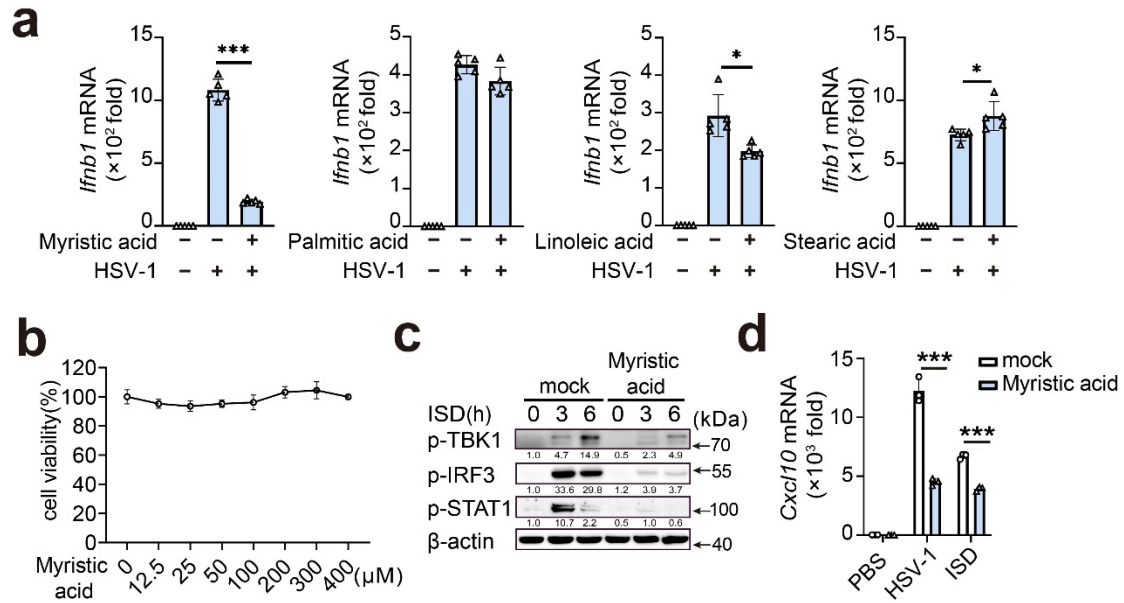 a
15
10
5
0
Ifnb1 mRNA
(×10² fold)
***
Myristic acid − − +
HSV-1 − + +
5
4
3
2
1
0
Ifnb1 mRNA
(×10² fold)
Palmitic acid − − +
HSV-1 − + +
5
4
3
2
1
0
Ifnb1 mRNA
(×10² fold)
*
Linoleic acid − − +
HSV-1 − + +
15
10
5
0
Ifnb1 mRNA
(×10² fold)
*
Stearic acid − − +
HSV-1 − + +
b
120
100
80
60
40
20
0
cell viability(%)
Myristic
acid
0 12.5 25 50 100 200 300 400 (μM)
c
Myristic
mock acid
ISD(h) 0 3 6 0 3 6 (kDa)
p-TBK1 ←70
1.0 4.7 14.9 0.5 2.3 4.9
p-IRF3 ←55
1.0 33.6 29.8 1.2 3.9 3.7
p-STAT1 ←100
1.0 10.7 2.2 0.5 1.0 0.6
β-actin ←40
d
mock
Myristic acid
15
10
5
0
Cxcl10 mRNA
(×10³ fold)
***
***
PBS HSV-1 ISD